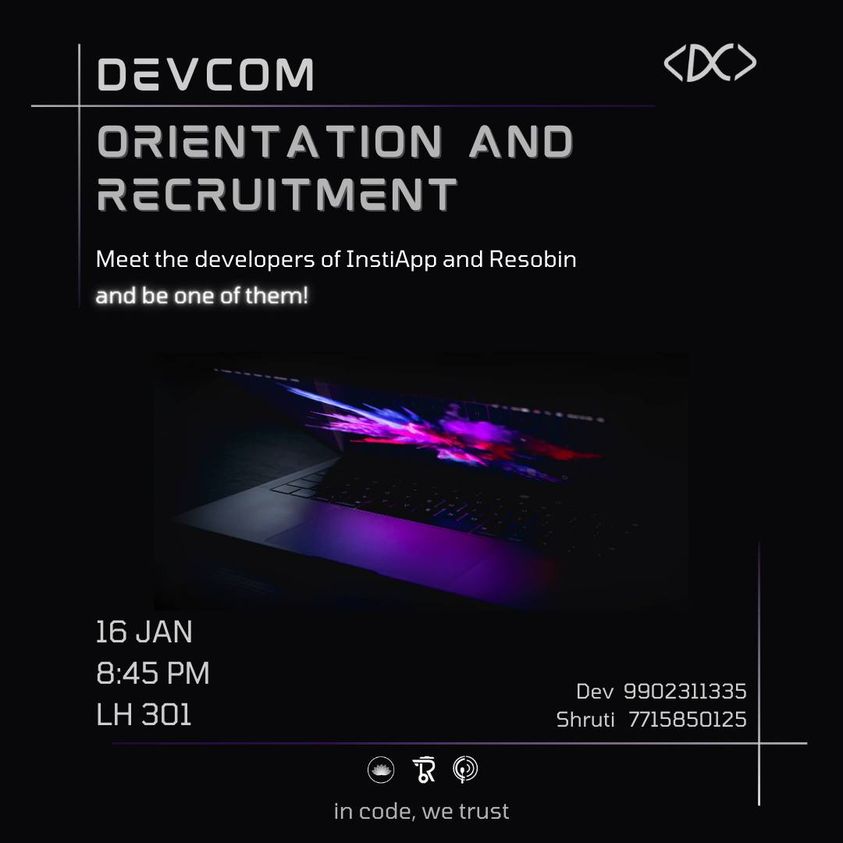 DEVCOM
<DC>
ORIENTATION AND
RECRUITMENT
Meet the developers of InstiApp and Resobin
and be one of them!
16 JAN
8:45 PM
LH 301
Dev 9902311335
Shruti 7715850125
in code, we trust